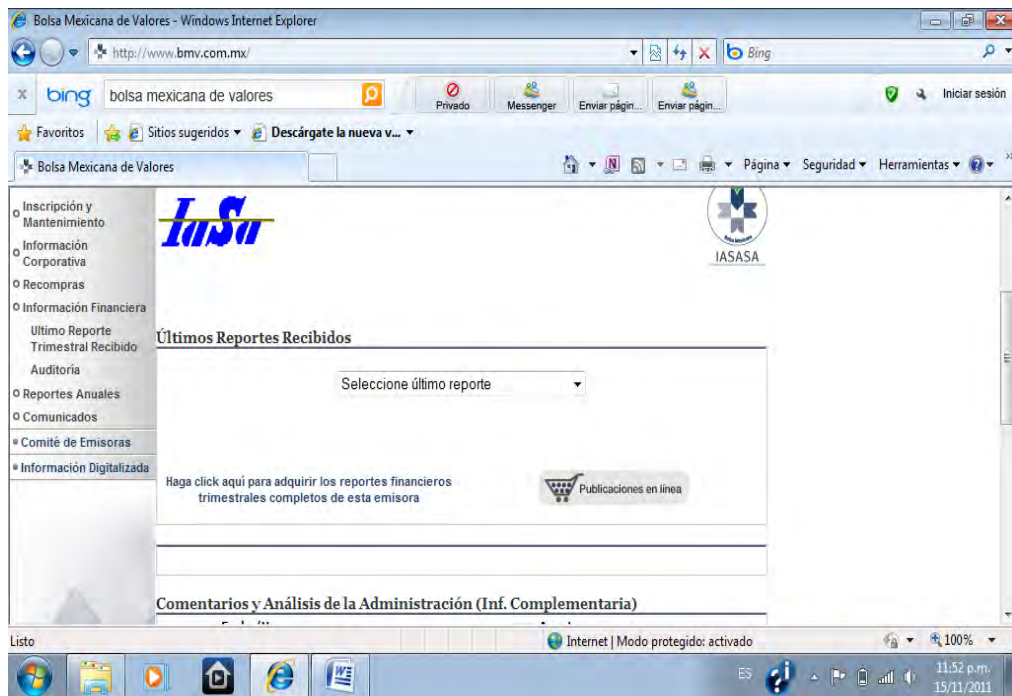 Bolsa Mexicana de Valores - Windows Internet Explorer
http://www.bmv.com.mx/
Bing
bing
bolsa mexicana de valores
Privado
Messenger
Enviar págin...
Enviar págin...
Iniciar sesión
Favoritos
Sitios sugeridos
Descárgate la nueva v...
Bolsa Mexicana de Valores
Página
Seguridad
Herramientas
Inscripción y
Mantenimiento
Información
Corporativa
Recompras
Información Financiera
Ultimo Reporte
Trimestral Recibido
Auditoría
Reportes Anuales
Comunicados
Comité de Emisoras
Información Digitalizada
IaSa
IASASA
Últimos Reportes Recibidos
Seleccione último reporte
Haga click aquí para adquirir los reportes financieros
trimestrales completos de esta emisora
Publicaciones en línea
Comentarios y Análisis de la Administración (Inf. Complementaria)
Listo
Internet | Modo protegido: activado
100%
ES
11:52 p.m.
15/11/2011